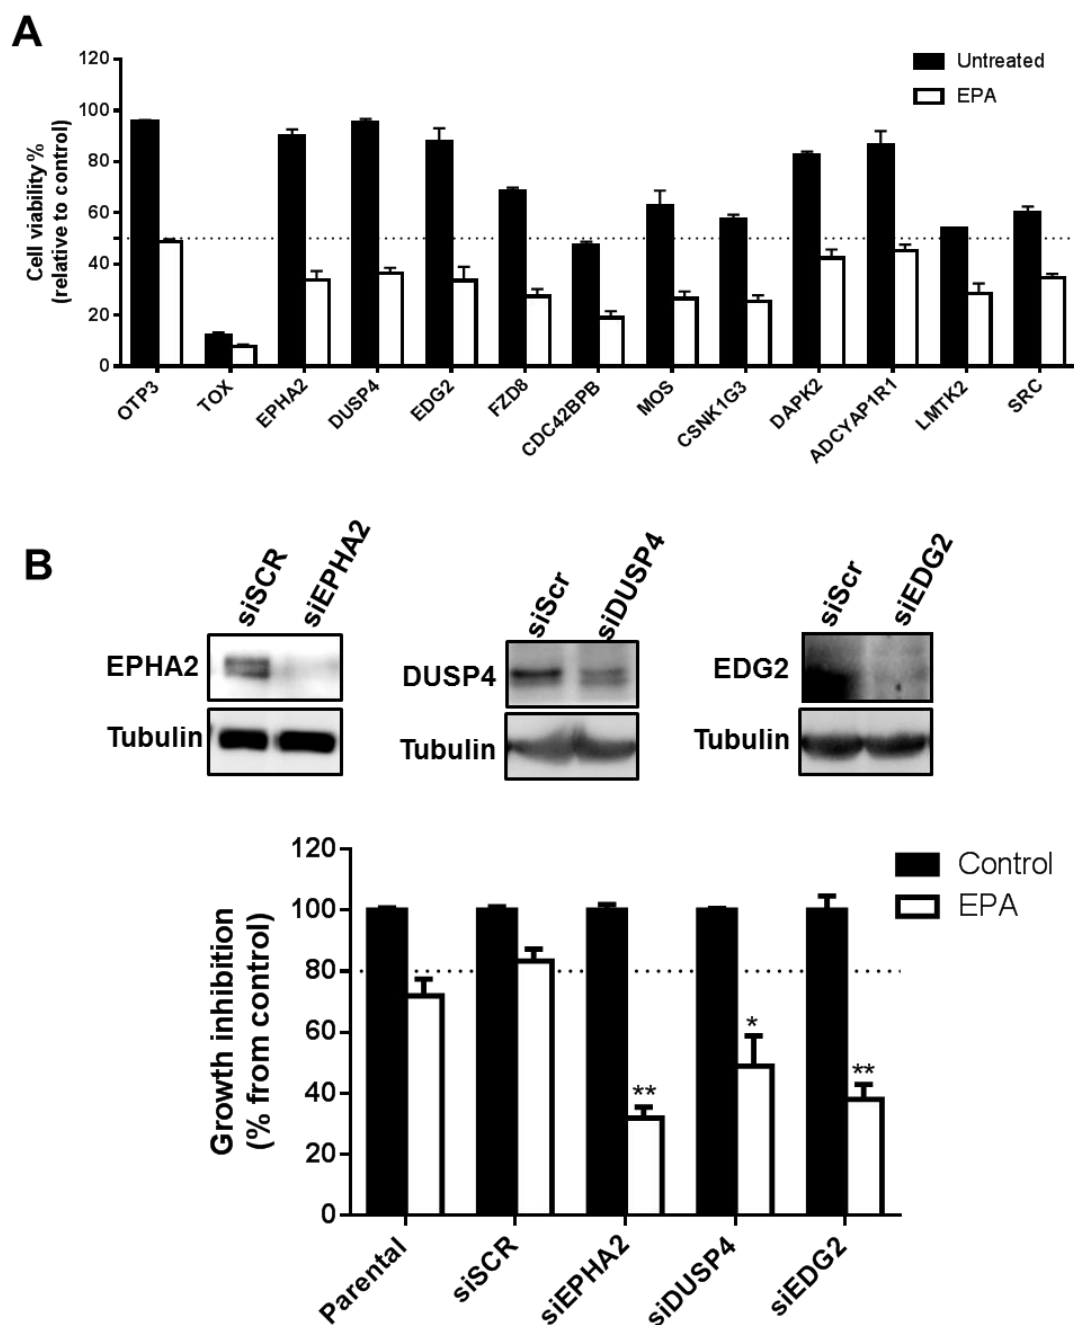 A
Cell viability%
(relative to control)
120
100
80
60
40
20
0
Untreated
EPA
OTP3
TOX
EPHA2
DUSP4
EDG2
FZD8
CDC42BPB
MOS
CSNK1G3
DAPK2
ADCYAP1R1
LMTK2
SRC
B
siSCR
siEPHA2
EPHA2
Tubulin
siScr
siDUSP4
DUSP4
Tubulin
siScr
siEDG2
EDG2
Tubulin
Growth inhibition
(% from control)
120
100
80
60
40
20
0
Control
EPA
**
*
**
Parental
siSCR
siEPHA2
siDUSP4
siEDG2